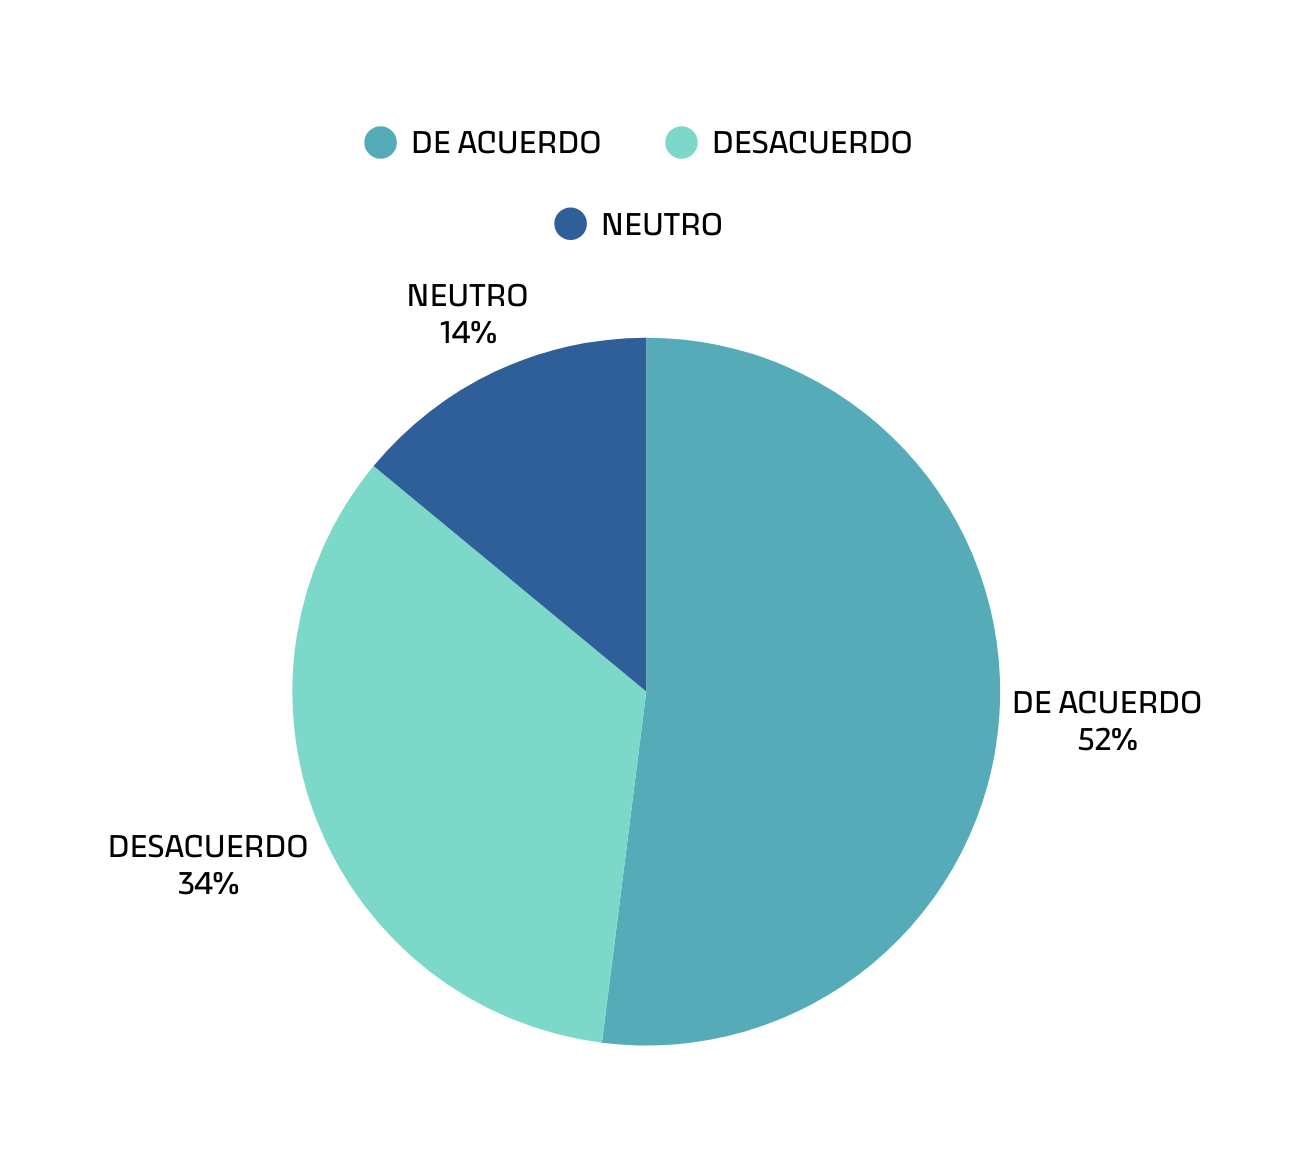 DE ACUERDO
DESACUERDO
NEUTRO
NEUTRO
14%
DE ACUERDO
52%
DESACUERDO
34%